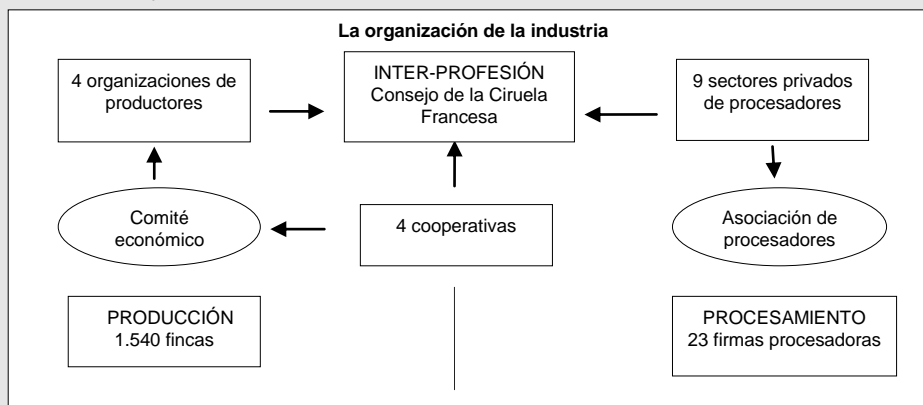 La organización de la industria
4 organizaciones de
productores
INTER-PROFESIÓN
Consejo de la Ciruela
Francesa
9 sectores privados
de procesadores
Comité
económico
4 cooperativas
Asociación de
procesadores
PRODUCCIÓN
1.540 fincas
PROCESAMIENTO
23 firmas procesadoras